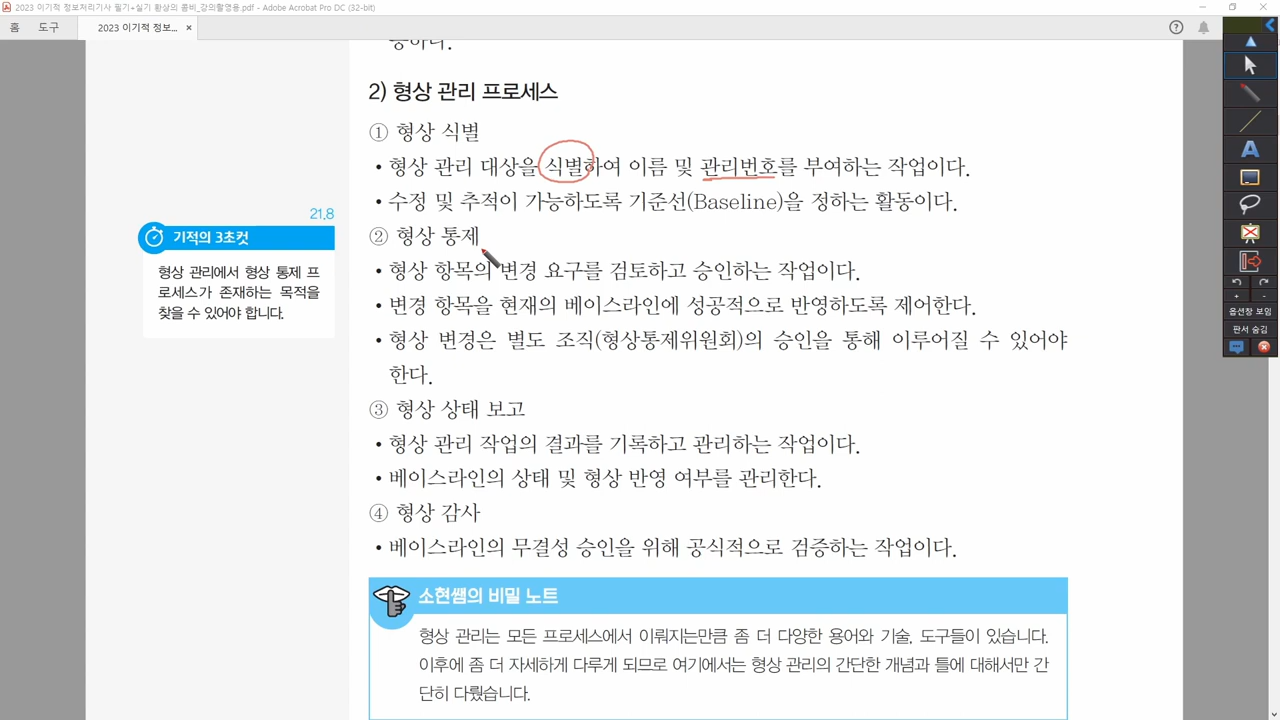 2023 이기적 정보처리기사 필기+실기 환상의 콤비_강의촬영용.pdf - Adobe Acrobat Pro DC (32-bit)
홈 도구 2023 이기적 정보... ×
2) 형상 관리 프로세스
① 형상 식별
• 형상 관리 대상을 식별하여 이름 및 관리번호를 부여하는 작업이다.
• 수정 및 추적이 가능하도록 기준선(Baseline)을 정하는 활동이다.
21.8
기적의 3초컷
형상 관리에서 형상 통제 프
로세스가 존재하는 목적을
찾을 수 있어야 합니다.
② 형상 통제
• 형상 항목의 변경 요구를 검토하고 승인하는 작업이다.
• 변경 항목을 현재의 베이스라인에 성공적으로 반영하도록 제어한다.
• 형상 변경은 별도 조직(형상통제위원회)의 승인을 통해 이루어질 수 있어야
한다.
③ 형상 상태 보고
• 형상 관리 작업의 결과를 기록하고 관리하는 작업이다.
• 베이스라인의 상태 및 형상 반영 여부를 관리한다.
④ 형상 감사
• 베이스라인의 무결성 승인을 위해 공식적으로 검증하는 작업이다.
소현쌤의 비밀 노트
형상 관리는 모든 프로세스에서 이뤄지는만큼 좀 더 다양한 용어와 기술, 도구들이 있습니다.
이후에 좀 더 자세하게 다루게 되므로 여기에서는 형상 관리의 간단한 개념과 틀에 대해서만 간
단히 다뤘습니다.
A
옵션창 보임
판서 숨김